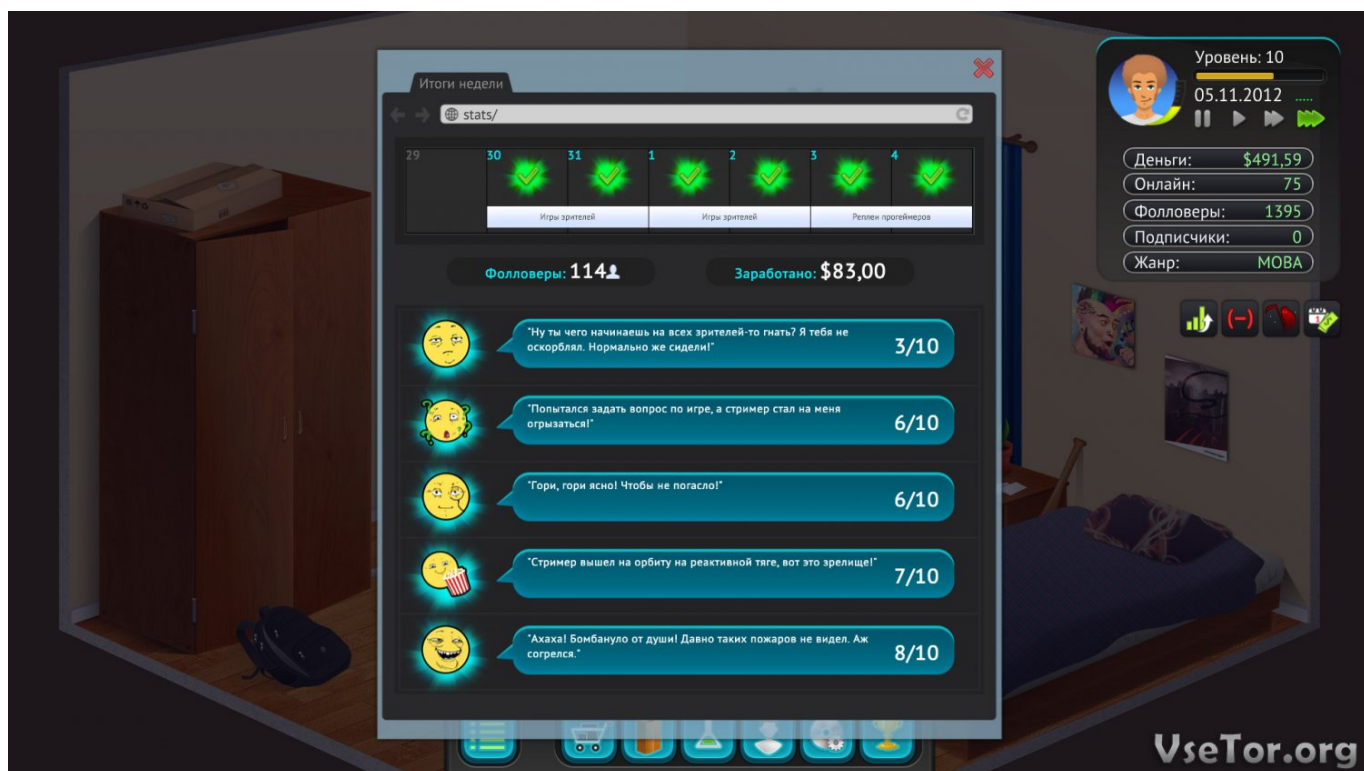 Итоги недели
stats/
29 30 31 1 2 3 4
Игры зрителей Игры зрителей Реплеи прогеймеров
Фолловеры: 114 Заработано: $83,00
"Ну ты чего начинаешь на всех зрителей-то гнать? Я тебя не
оскорблял. Нормально же сидели!"
3/10
"Попытался задать вопрос по игре, а стример стал на меня
огрызаться!"
6/10
"Гори, гори ясно! Чтобы не погасло!"
6/10
"Стример вышел на орбиту на реактивной тяге, вот это зрелище!"
7/10
"Ахаха! Бомбануло от души! Давно таких пожаров не видел. Аж
согрелся."
8/10
Уровень: 10
05.11.2012 .....
Деньги: $491,59
Онлайн: 75
Фолловеры: 1395
Подписчики: 0
Жанр: MOBA
VseTor.org